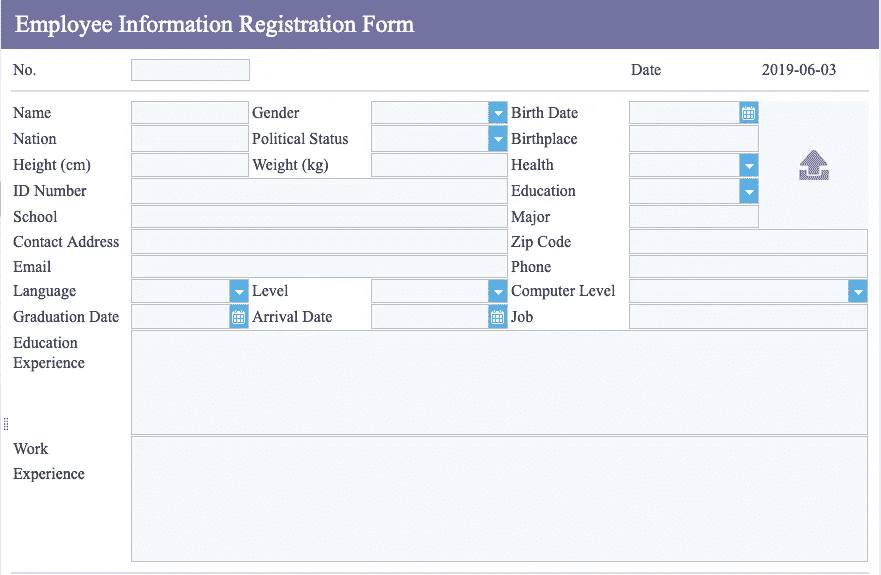 Employee Information Registration Form
No. Date 2019-06-03
Name Gender Birth Date
Nation Political Status Birthplace
Height (cm) Weight (kg) Health
ID Number Education
School Major
Contact Address Zip Code
Email Phone
Language Level Computer Level
Graduation Date Arrival Date Job
Education
Experience
Work
Experience